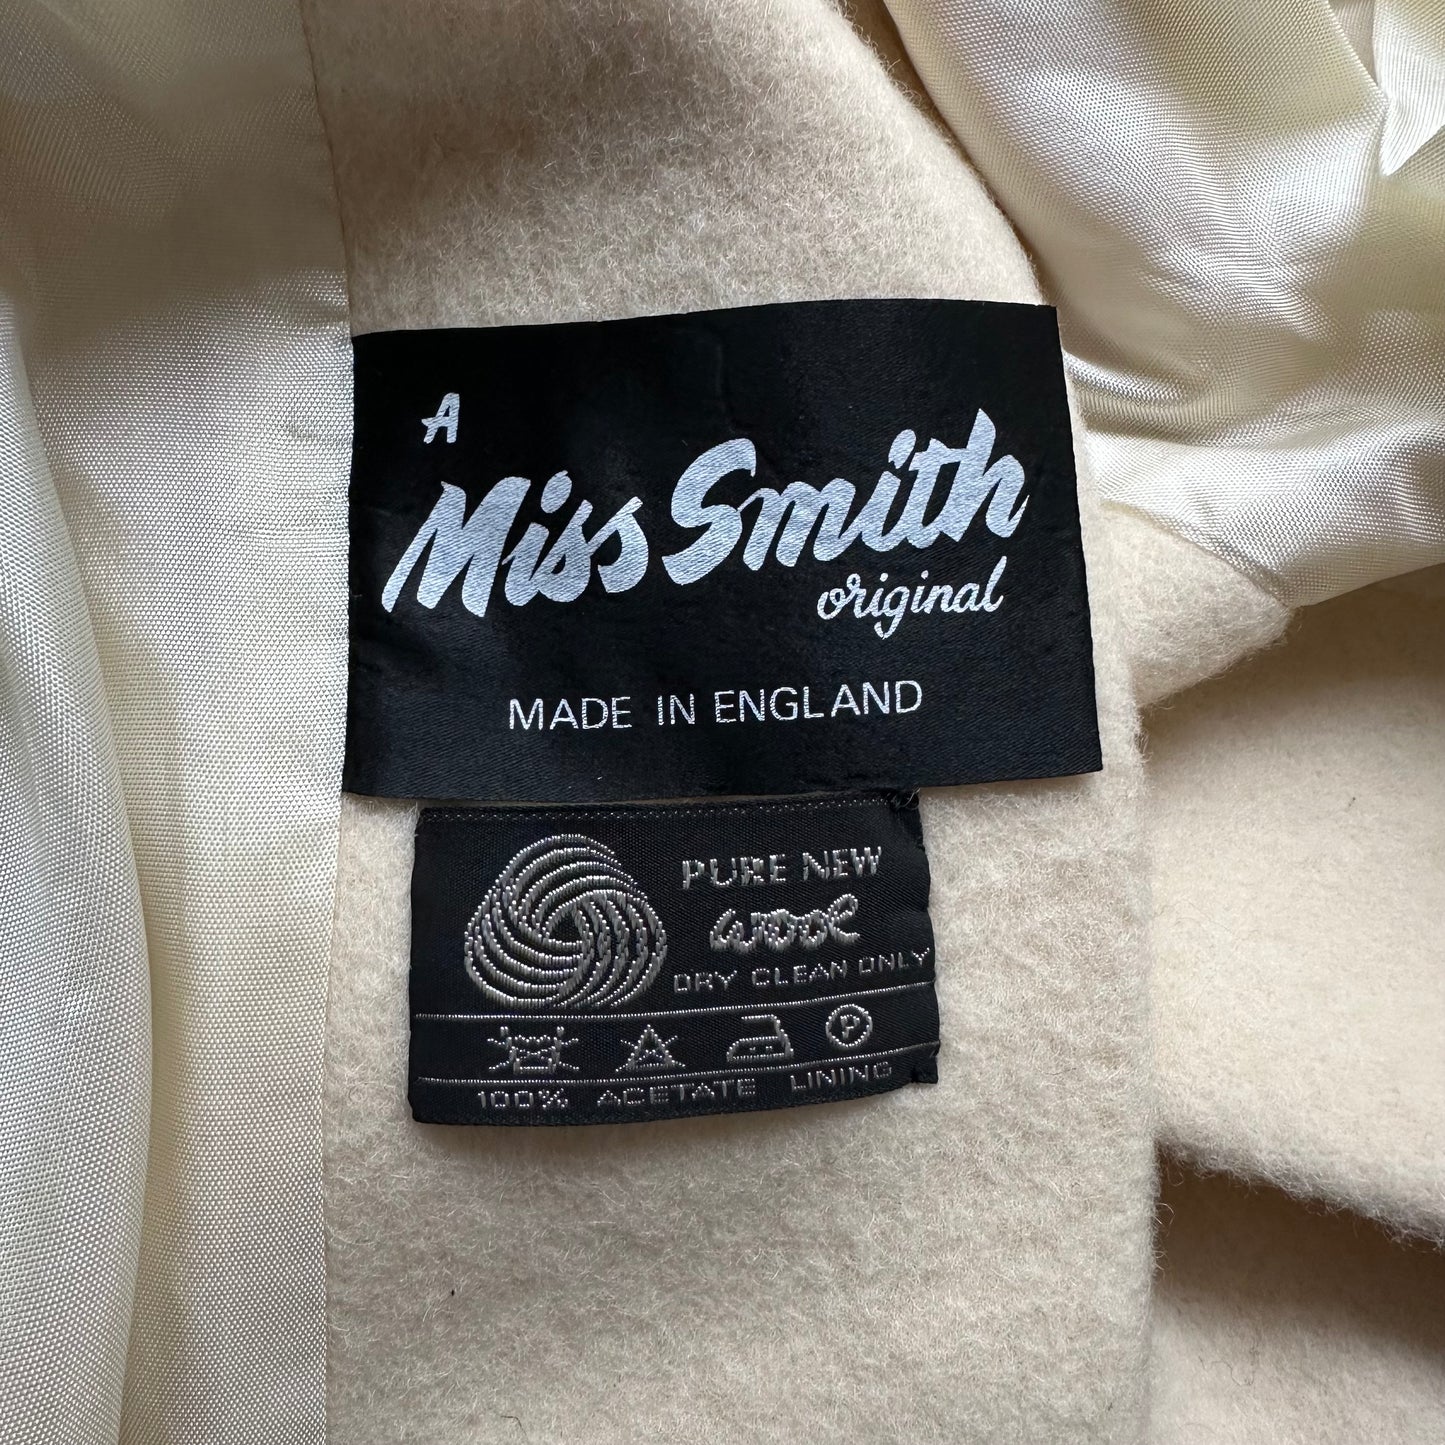 A
Miss Smith
original
MADE IN ENGLAND
PURE NEW
wool
DRY CLEAN ONLY
P
100% ACETATE LINING